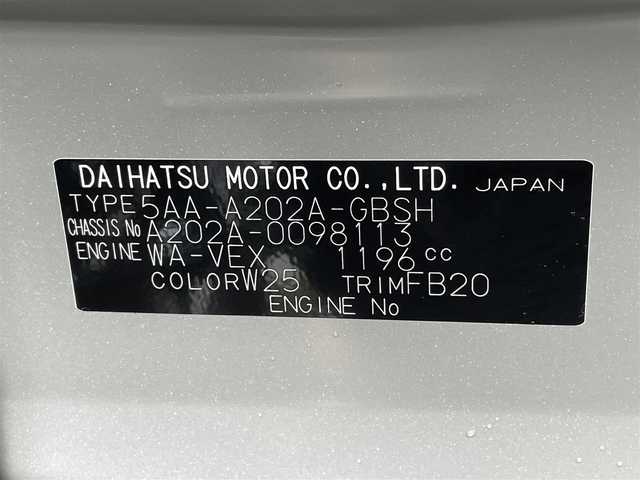 DAIHATSU MOTOR CO.,LTD. JAPAN
TYPE 5AA-A202A-GBSH
CHASSIS No A202A-0098113
ENGINE WA-VEX 1196 cc
COLOR W25 TRIM FB20
ENGINE No